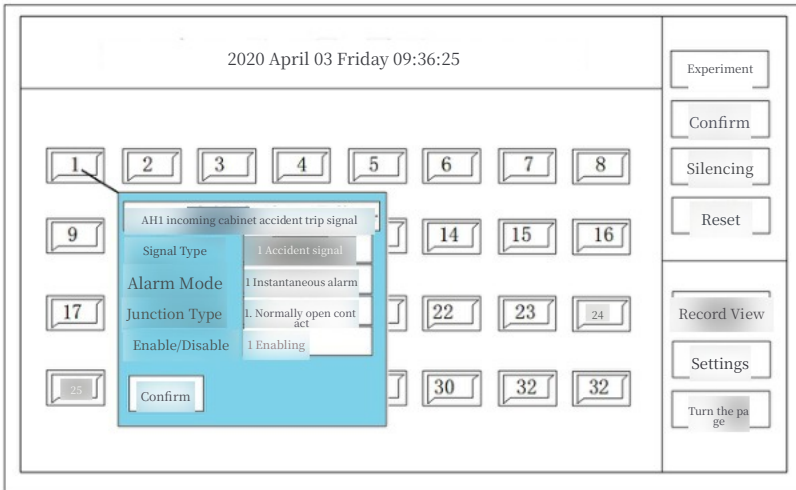 2020 April 03 Friday 09:36:25
Experiment
Confirm
Silencing
Reset
1 2 3 4 5 6 7 8
AH1 incoming cabinet accident trip signal
Signal Type 1 Accident signal
Alarm Mode 1 Instantaneous alarm
Junction Type 1. Normally open cont
act
Enable/Disable 1 Enabling
Confirm
9 14 15 16
17 22 23 24
25 30 32 32
Record View
Settings
Turn the pa
ge